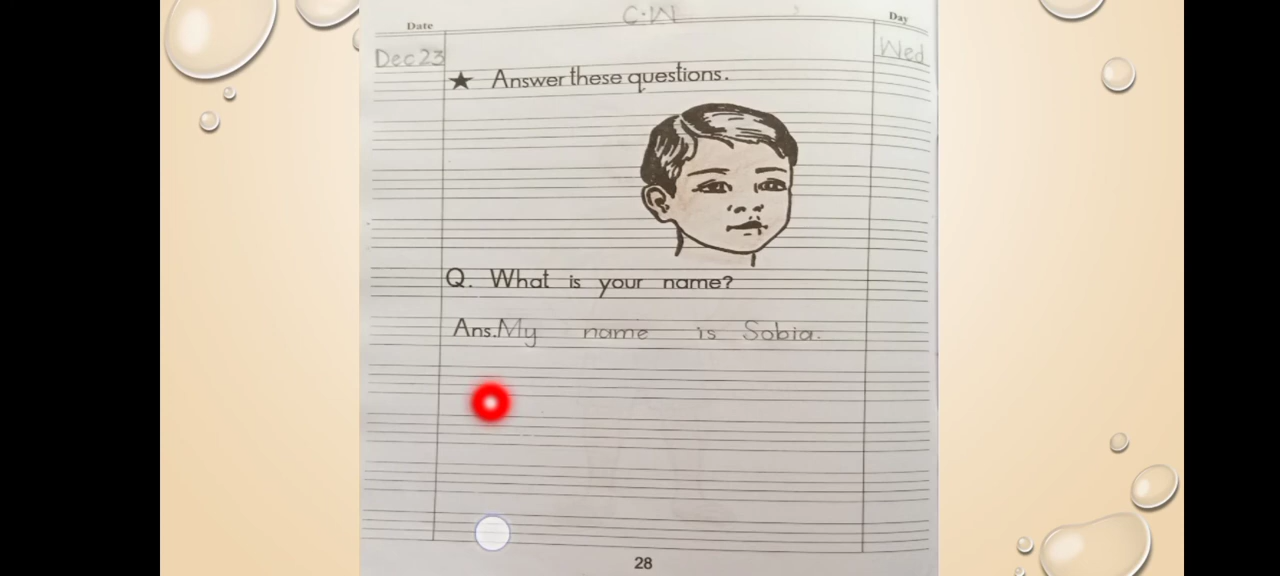 C.W
Date
Day
Dec 23
Wed
★ Answer these questions.
Q. What is your name?
Ans. My name is Sobia.
28